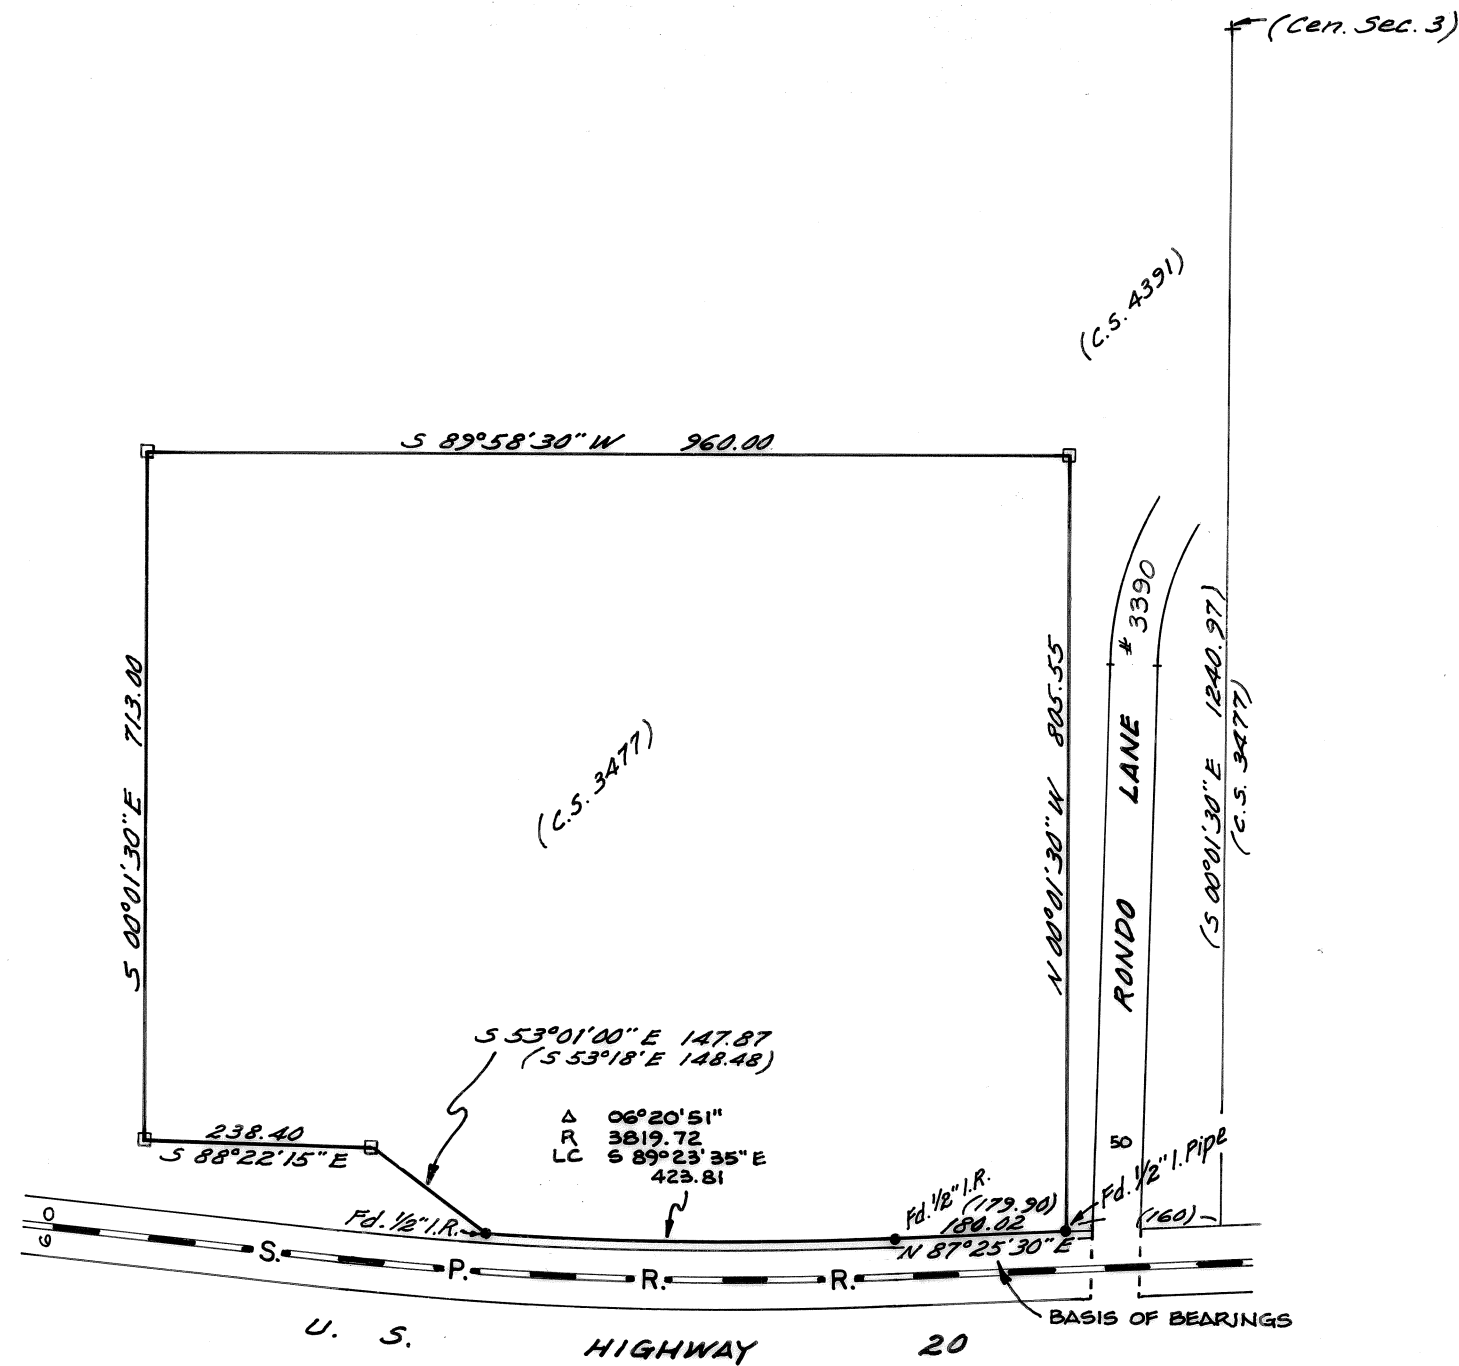 (Cen. Sec. 3)
(C.S. 4391)
S 89°58'30" W 960.00
# 3390
S 00°01'30" E 713.00
N 00°01'30" W 805.55
RONDO LANE
(S 00°01'30" E 1240.97)
(C.S. 3477)
(C.S. 3477)
S 53°01'00" E 147.87
(S 53°18' E 148.48)
Δ 06°20'51"
R 3819.72
LC S 89°23'35" E
423.81
238.40
S 88°22'15" E
50
Fd. 1/2" I. Pipe
Fd. 1/2" I.R.
Fd. 1/2" I.R.
(179.90)
180.02
N 87°25'30" E
(160)
60
S. P. R. R.
BASIS OF BEARINGS
U. S. HIGHWAY 20